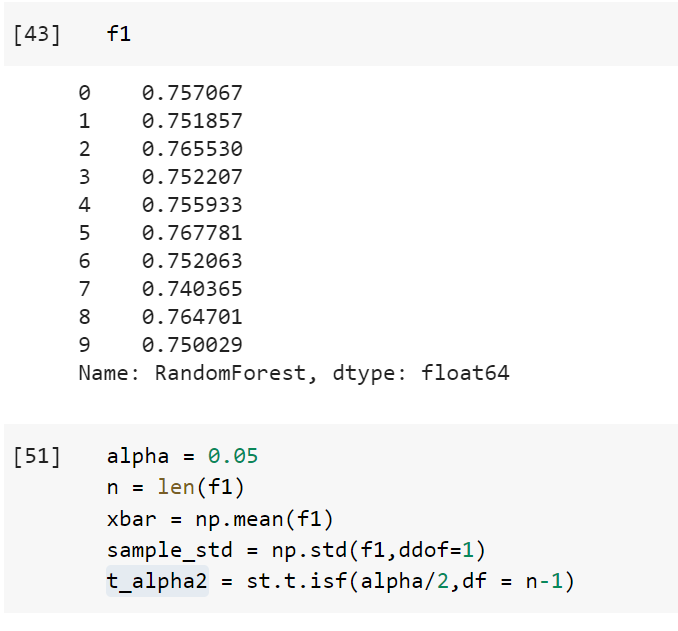 [43] f1
0 0.757067
1 0.751857
2 0.765530
3 0.752207
4 0.755933
5 0.767781
6 0.752063
7 0.740365
8 0.764701
9 0.750029
Name: RandomForest, dtype: float64
[51] alpha = 0.05
n = len(f1)
xbar = np.mean(f1)
sample_std = np.std(f1,ddof=1)
t_alpha2 = st.t.isf(alpha/2,df = n-1)